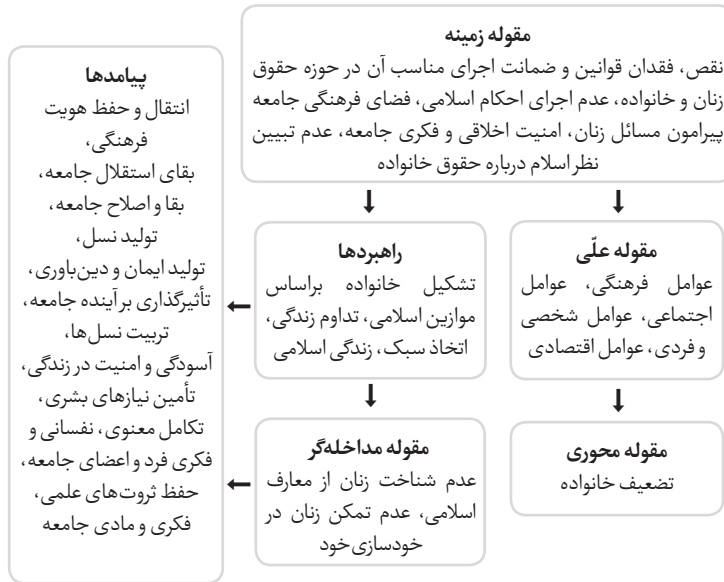 مقوله زمینه
نقص، فقدان قوانین و ضمانت اجرای مناسب آن در حوزه حقوق
زنان و خانواده، عدم اجرای احکام اسلامی، فضای فرهنگی جامعه
پیرامون مسائل زنان، امنیت اخلاقی و فکری جامعه، عدم تبیین
نظر اسلام درباره حقوق خانواده
مقوله علّی
عوامل فرهنگی، عوامل
اجتماعی، عوامل شخصی
و فردی، عوامل اقتصادی
مقوله محوری
تضعیف خانواده
راهبردها
تشکیل خانواده براساس
موازین اسلامی، تداوم زندگی،
اتخاذ سبک، زندگی اسلامی
مقوله مداخله‌گر
عدم شناخت زنان از معارف
اسلامی، عدم تمکن زنان در
خودسازی خود
پیامدها
انتقال و حفظ هویت
فرهنگی،
بقای استقلال جامعه،
بقا و اصلاح جامعه،
تولید نسل،
تولید ایمان و دین‌باوری،
تأثیرگذاری بر آینده جامعه،
تربیت نسل‌ها،
آسودگی و امنیت در زندگی،
تأمین نیازهای بشری،
تکامل معنوی، نفسانی و
فکری فرد و اعضای جامعه،
حفظ ثروت‌های علمی،
فکری و مادی جامعه